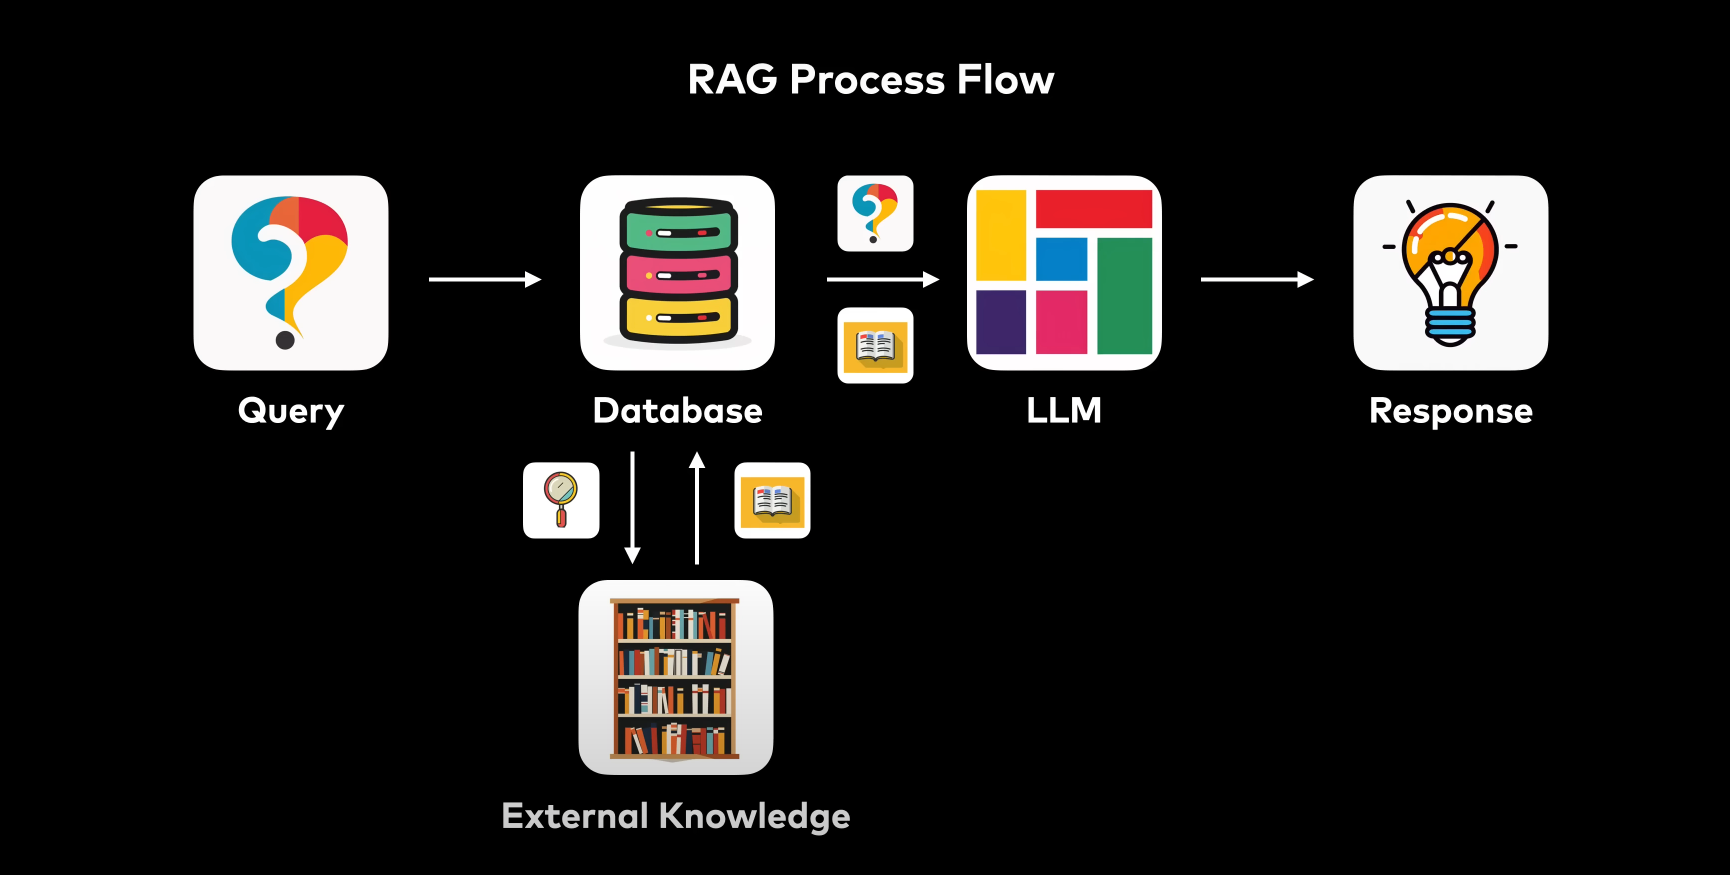 RAG Process Flow
Query
Database
LLM
Response
External Knowledge